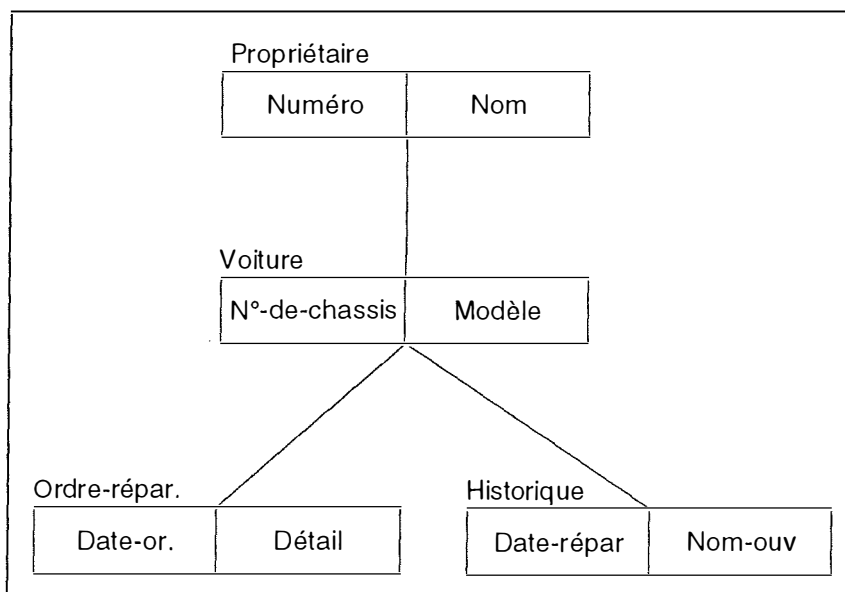 Propriétaire
Numéro Nom
Voiture
N°-de-chassis Modèle
Ordre-répar. Historique
Date-or. Détail Date-répar Nom-ouv